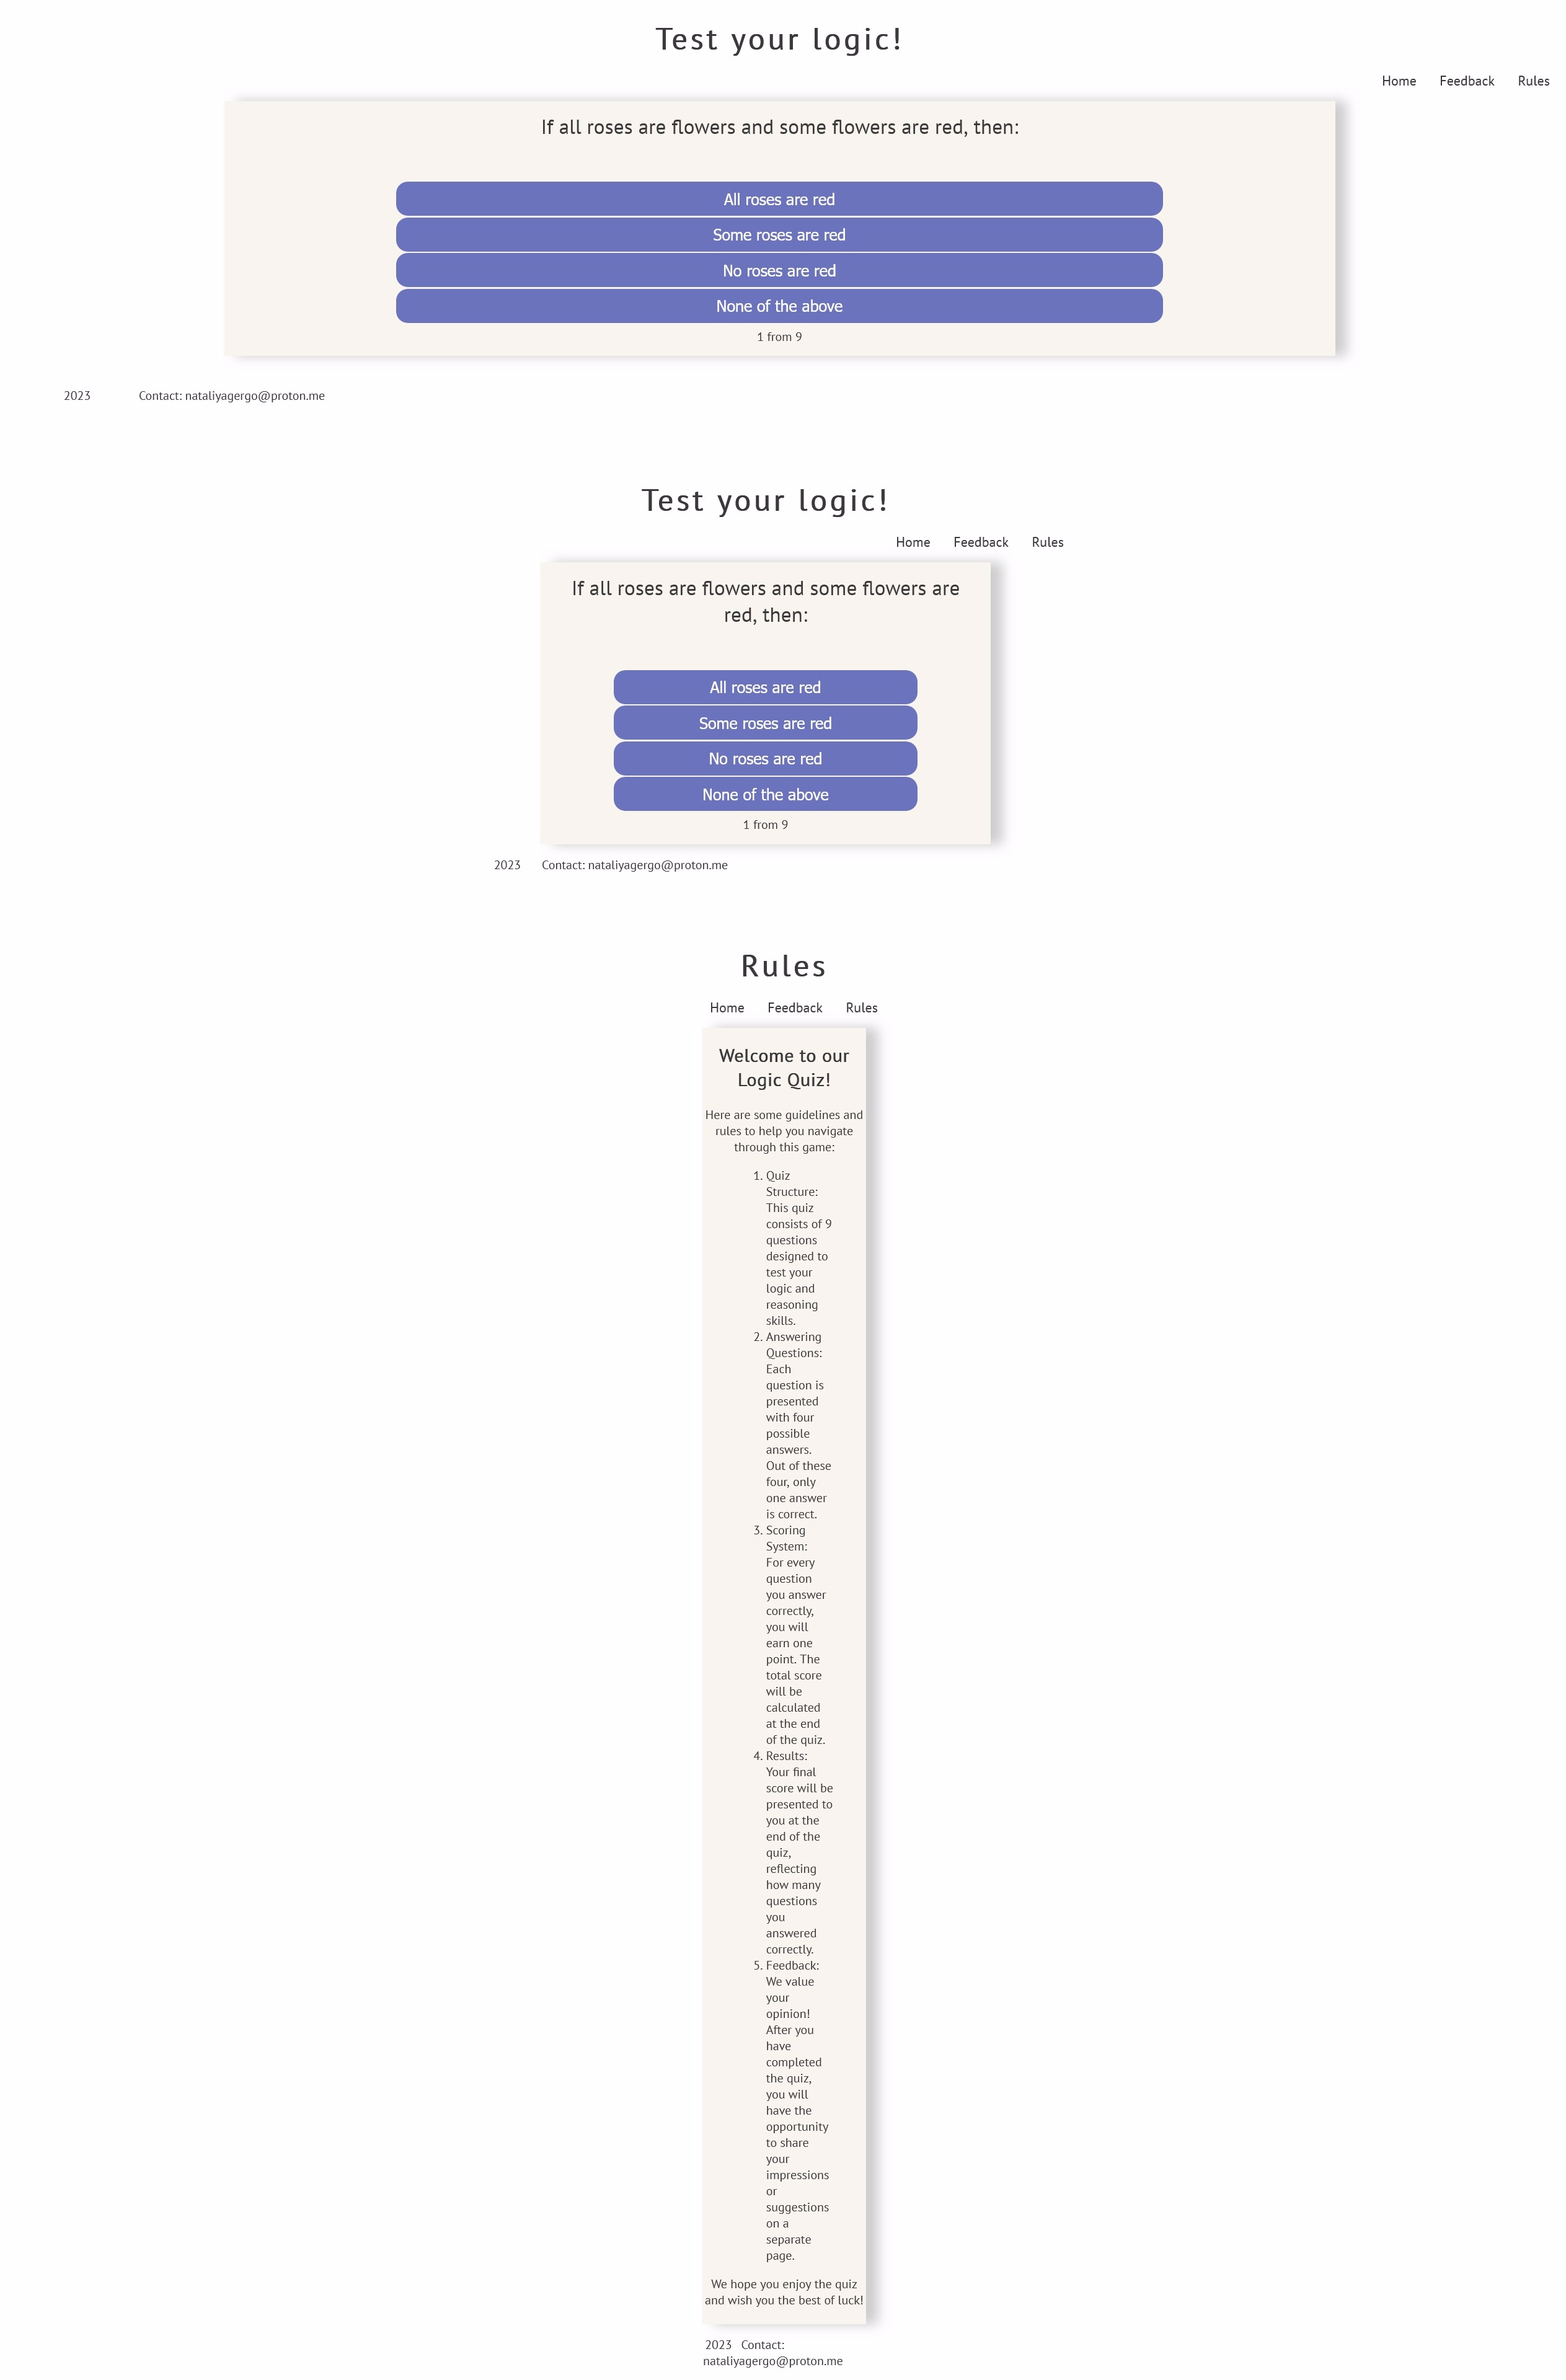 Test your logic!
Home Feedback Rules
If all roses are flowers and some flowers are red, then:
All roses are red
Some roses are red
No roses are red
None of the above
1 from 9
2023 Contact: nataliyagergo@proton.me
Test your logic!
Home Feedback Rules
If all roses are flowers and some flowers are
red, then:
All roses are red
Some roses are red
No roses are red
None of the above
1 from 9
2023 Contact: nataliyagergo@proton.me
Rules
Home Feedback Rules
Welcome to our
Logic Quiz!
Here are some guidelines and
rules to help you navigate
through this game:
1. Quiz
Structure:
This quiz
consists of 9
questions
designed to
test your
logic and
reasoning
skills.
2. Answering
Questions:
Each
question is
presented
with four
possible
answers.
Out of these
four, only
one answer
is correct.
3. Scoring
System:
For every
question
you answer
correctly,
you will
earn one
point. The
total score
will be
calculated
at the end
of the quiz.
4. Results:
Your final
score will be
presented to
you at the
end of the
quiz,
reflecting
how many
questions
you
answered
correctly.
5. Feedback:
We value
your
opinion!
After you
have
completed
the quiz,
you will
have the
opportunity
to share
your
impressions
or
suggestions
on a
separate
page.
We hope you enjoy the quiz
and wish you the best of luck!
2023 Contact:
nataliyagergo@proton.me